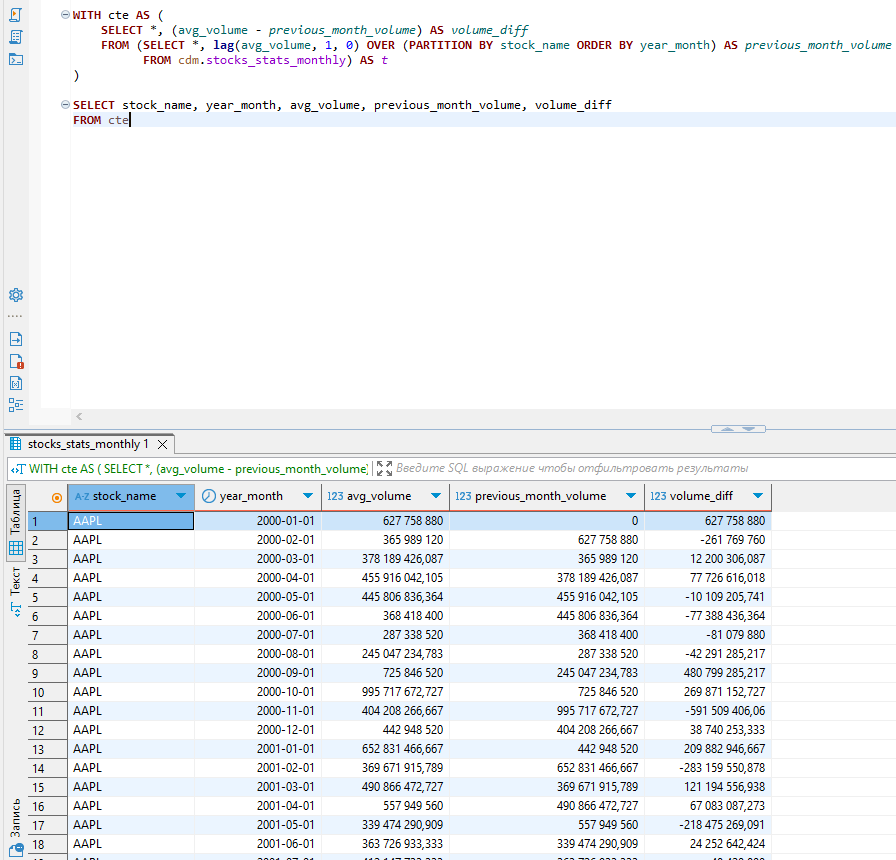 WITH cte AS (
SELECT *, (avg_volume - previous_month_volume) AS volume_diff
FROM (SELECT *, lag(avg_volume, 1, 0) OVER (PARTITION BY stock_name ORDER BY year_month) AS previous_month_volume
FROM cdm.stocks_stats_monthly) AS t
)
SELECT stock_name, year_month, avg_volume, previous_month_volume, volume_diff
FROM cte
stocks_stats_monthly 1
WITH cte AS ( SELECT *, (avg_volume - previous_month_volume) Введите SQL выражение чтобы отфильтровать результаты
Таблица
Текст
Запись
A-Z stock_name year_month 123 avg_volume 123 previous_month_volume 123 volume_diff
1 AAPL 2000-01-01 627 758 880 0 627 758 880
2 AAPL 2000-02-01 365 989 120 627 758 880 -261 769 760
3 AAPL 2000-03-01 378 189 426,087 365 989 120 12 200 306,087
4 AAPL 2000-04-01 455 916 042,105 378 189 426,087 77 726 616,018
5 AAPL 2000-05-01 445 806 836,364 455 916 042,105 -10 109 205,741
6 AAPL 2000-06-01 368 418 400 445 806 836,364 -77 388 436,364
7 AAPL 2000-07-01 287 338 520 368 418 400 -81 079 880
8 AAPL 2000-08-01 245 047 234,783 287 338 520 -42 291 285,217
9 AAPL 2000-09-01 725 846 520 245 047 234,783 480 799 285,217
10 AAPL 2000-10-01 995 717 672,727 725 846 520 269 871 152,727
11 AAPL 2000-11-01 404 208 266,667 995 717 672,727 -591 509 406,06
12 AAPL 2000-12-01 442 948 520 404 208 266,667 38 740 253,333
13 AAPL 2001-01-01 652 831 466,667 442 948 520 209 882 946,667
14 AAPL 2001-02-01 369 671 915,789 652 831 466,667 -283 159 550,878
15 AAPL 2001-03-01 490 866 472,727 369 671 915,789 121 194 556,938
16 AAPL 2001-04-01 557 949 560 490 866 472,727 67 083 087,273
17 AAPL 2001-05-01 339 474 290,909 557 949 560 -218 475 269,091
18 AAPL 2001-06-01 363 726 933,333 339 474 290,909 24 252 642,424